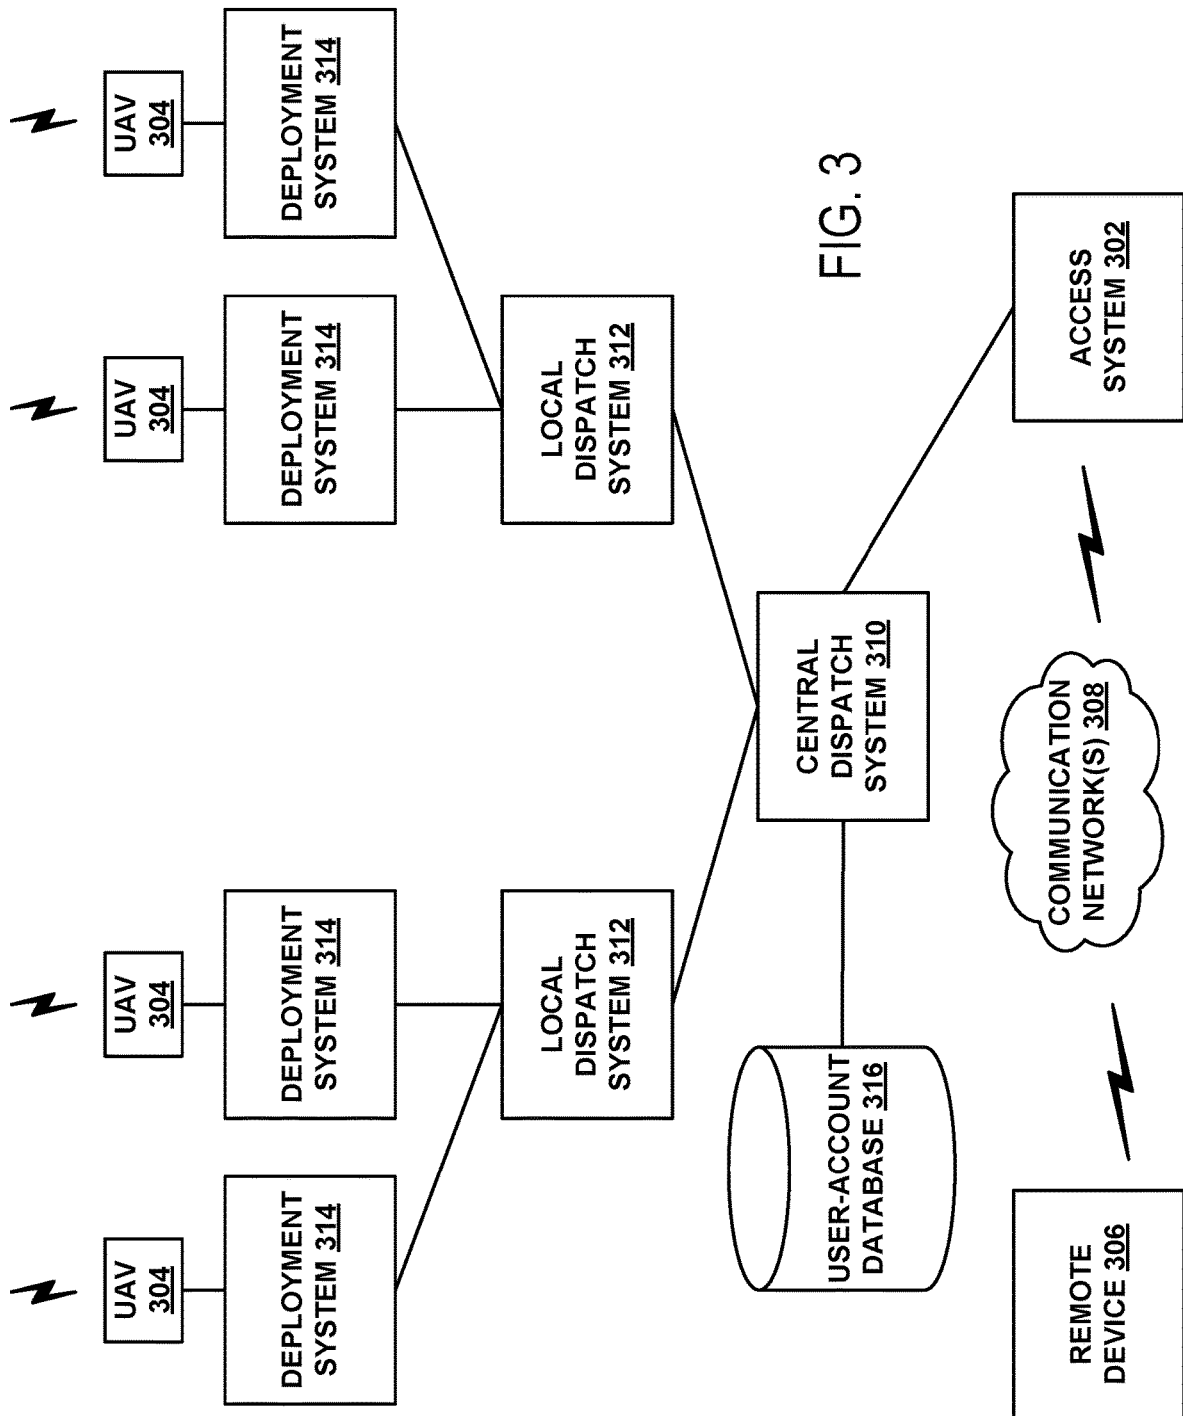 UAV
304
UAV
304
UAV
304
UAV
304
DEPLOYMENT
SYSTEM 314
DEPLOYMENT
SYSTEM 314
DEPLOYMENT
SYSTEM 314
DEPLOYMENT
SYSTEM 314
LOCAL
DISPATCH
SYSTEM 312
LOCAL
DISPATCH
SYSTEM 312
USER-ACCOUNT
DATABASE 316
CENTRAL
DISPATCH
SYSTEM 310
FIG. 3
REMOTE
DEVICE 306
COMMUNICATION
NETWORK(S) 308
ACCESS
SYSTEM 302